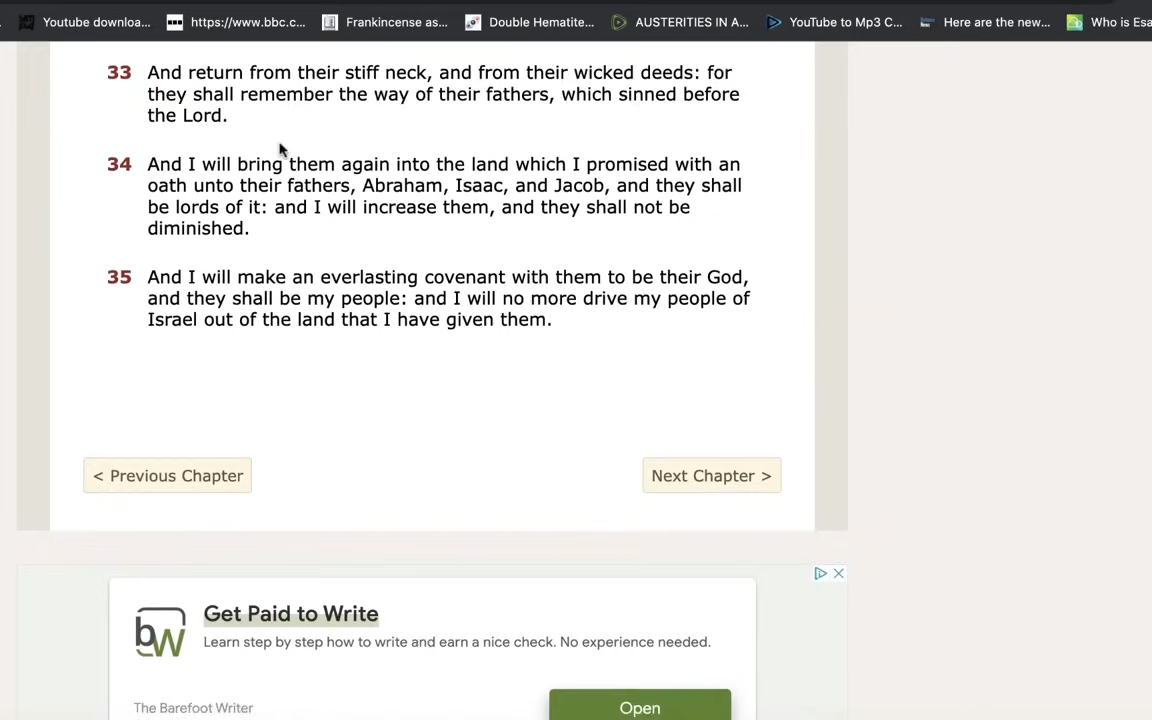 Youtube downloa... https://www.bbc.c... Frankincense as... Double Hematite... AUSTERITIES IN A... YouTube to Mp3 C... Here are the new... Who is Esa
33 And return from their stiff neck, and from their wicked deeds: for
they shall remember the way of their fathers, which sinned before
the Lord.
34 And I will bring them again into the land which I promised with an
oath unto their fathers, Abraham, Isaac, and Jacob, and they shall
be lords of it: and I will increase them, and they shall not be
diminished.
35 And I will make an everlasting covenant with them to be their God,
and they shall be my people: and I will no more drive my people of
Israel out of the land that I have given them.
< Previous Chapter Next Chapter >
Get Paid to Write
bW
Learn step by step how to write and earn a nice check. No experience needed.
The Barefoot Writer
Open